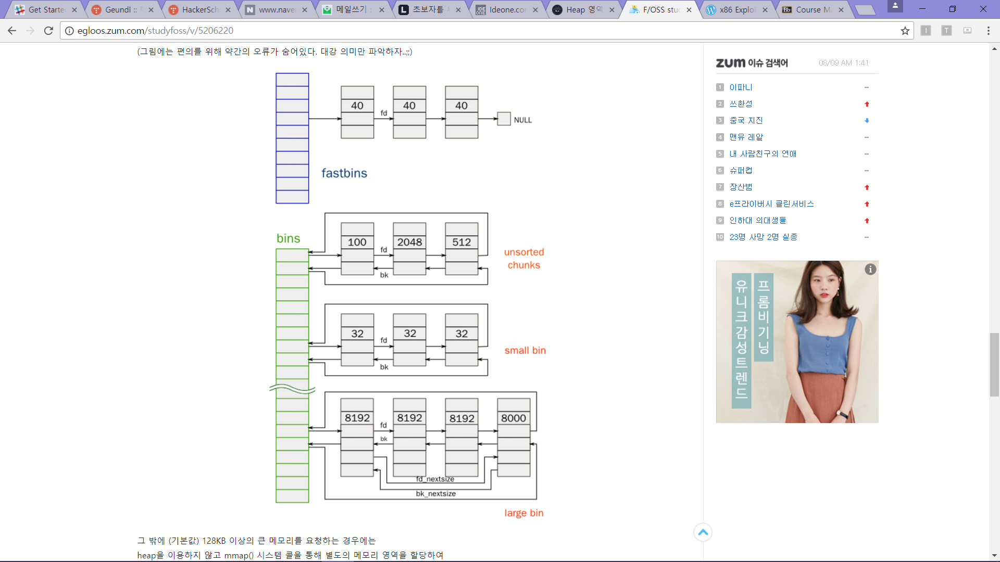 Get Starte
Geundi ::
HackerSch
www.nave
메일쓰기 :
초보자를
Ideone.co
Heap 영역
F/OSS stu
x86 Exploi
Course Ma
egloos.zum.com/studyfoss/v/5206220
(그림에는 편의를 위해 약간의 오류가 숨어있다. 대강 의미만 파악하자..;;)
40 40 40
fd
NULL
fastbins
bins
100 2048 512
fd
bk
unsorted
chunks
32 32 32
fd
bk
small bin
8192 8192 8192 8000
fd
bk
fd_nextsize
bk_nextsize
large bin
그 밖에 (기본값) 128KB 이상의 큰 메모리를 요청하는 경우에는
heap을 이용하지 않고 mmap() 시스템 콜을 통해 별도의 메모리 영역을 할당하여
zum 이슈 검색어 08/09 AM 1:41
1 이파니
2 쓰촨성
3 중국 지진
4 맨유 레알
5 내 사람친구의 연애
6 슈퍼컵
7 장산범
8 e프라이버시 클린서비스
9 인하대 의대생들
10 23명 사망 2명 실종
프롬비기닝
유니크감성트렌드